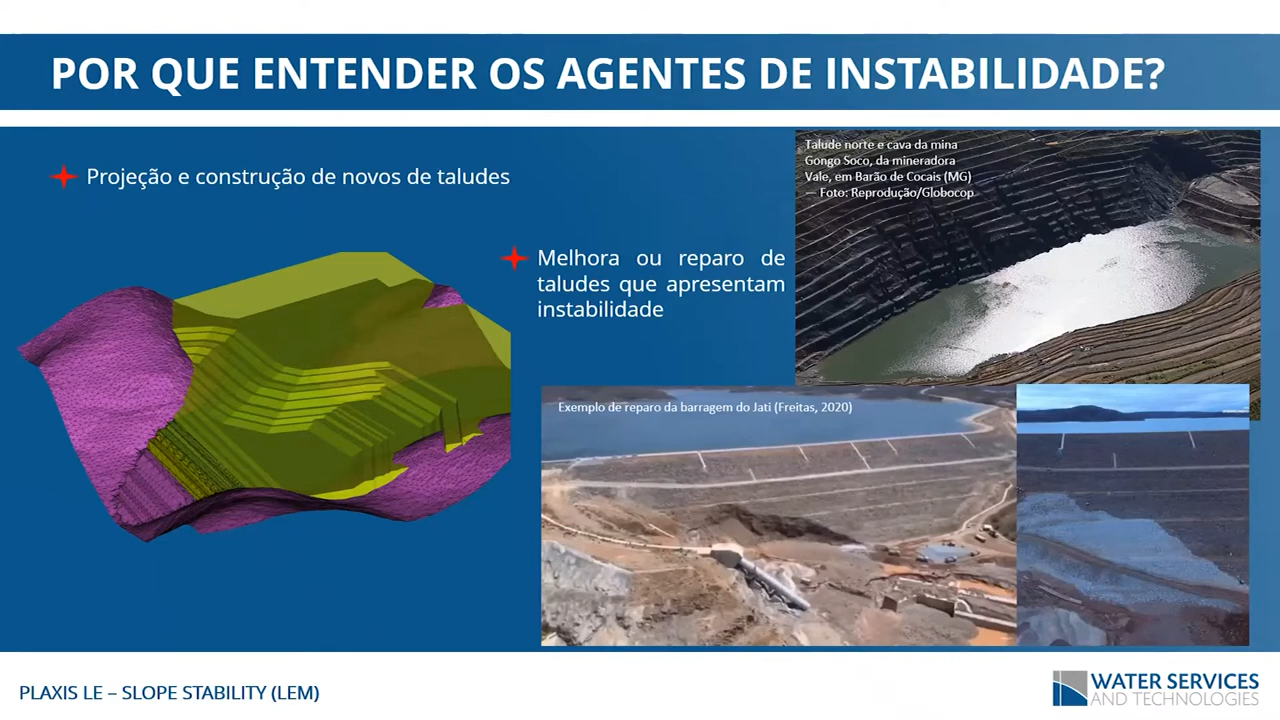 POR QUE ENTENDER OS AGENTES DE INSTABILIDADE?
Projeção e construção de novos de taludes
Melhora ou reparo de
taludes que apresentam
instabilidade
Talude norte e cava da mina
Gongo Soco, da mineradora
Vale, em Barão de Cocais (MG)
— Foto: Reprodução/Globocop
Exemplo de reparo da barragem do Jati (Freitas, 2020)
PLAXIS LE – SLOPE STABILITY (LEM)
WATER SERVICES
AND TECHNOLOGIES